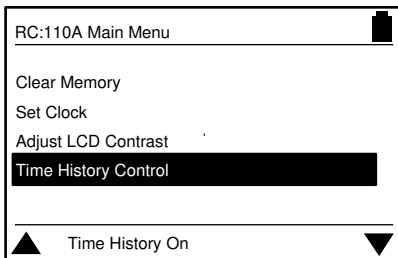 RC:110A Main Menu
Clear Memory
Set Clock
Adjust LCD Contrast
Time History Control
Time History On